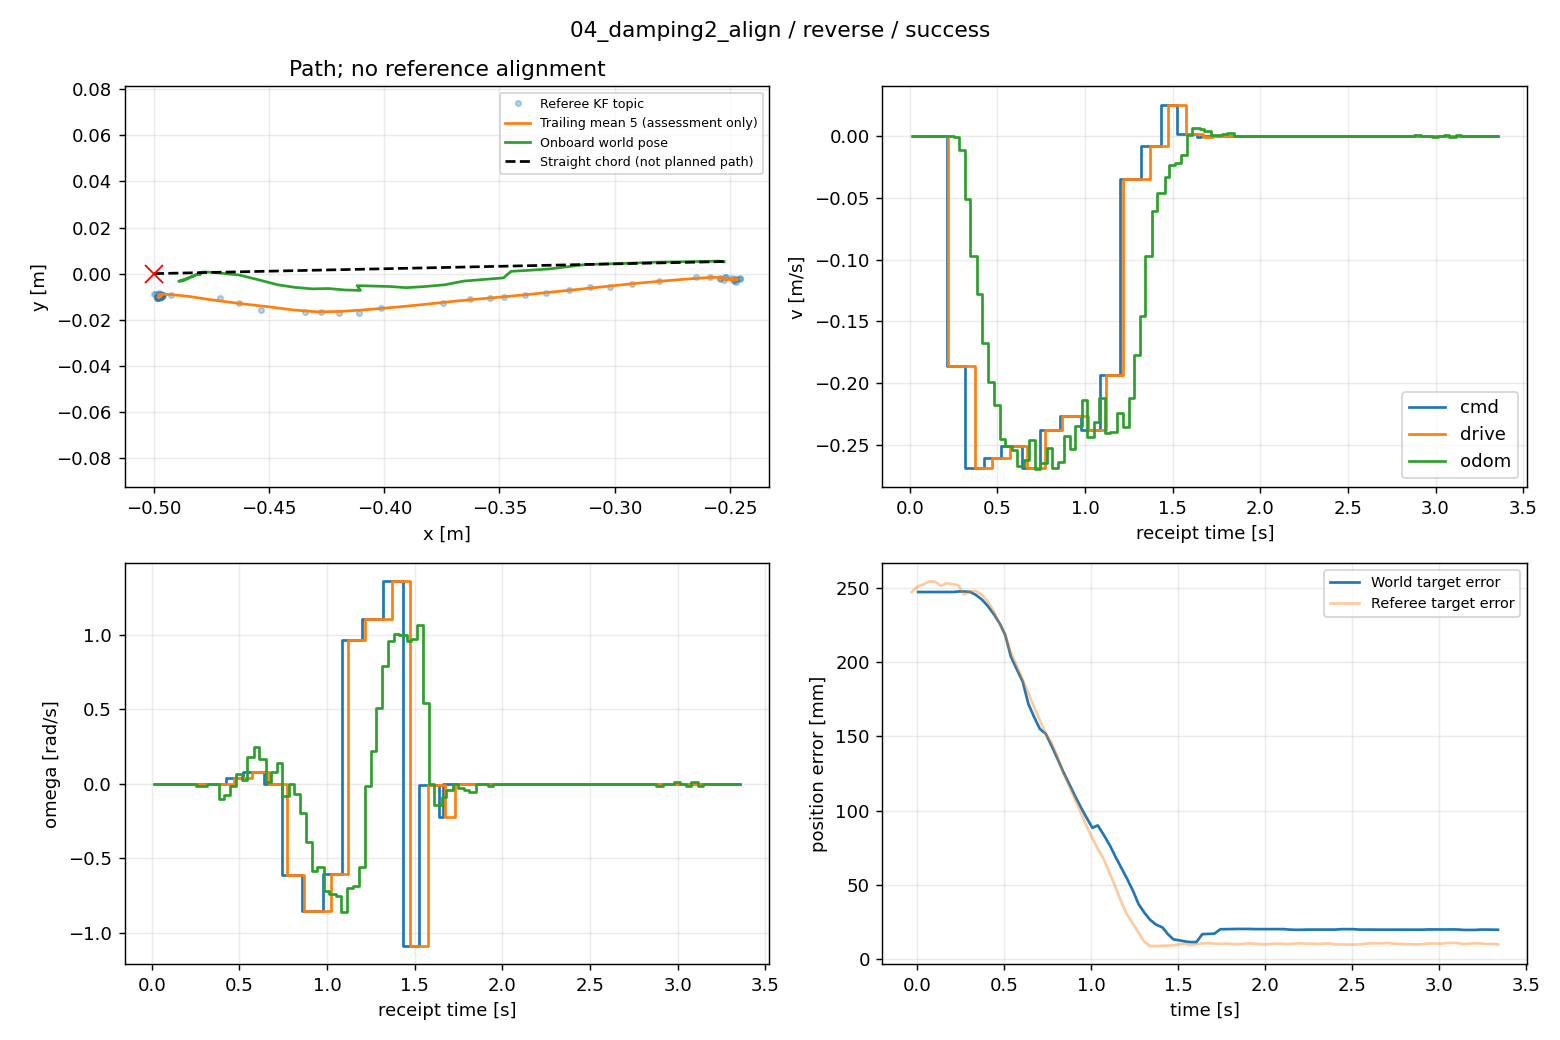 04_damping2_align / reverse / success
Path; no reference alignment
0.08
0.06
0.04
0.02
0.00
−0.02
−0.04
−0.06
−0.08
y [m]
−0.50
−0.45
−0.40
−0.35
−0.30
−0.25
x [m]
Referee KF topic
Trailing mean 5 (assessment only)
Onboard world pose
Straight chord (not planned path)
0.00
−0.05
−0.10
−0.15
−0.20
−0.25
v [m/s]
0.0
0.5
1.0
1.5
2.0
2.5
3.0
3.5
receipt time [s]
cmd
drive
odom
1.0
0.5
0.0
−0.5
−1.0
omega [rad/s]
0.0
0.5
1.0
1.5
2.0
2.5
3.0
3.5
receipt time [s]
250
200
150
100
50
0
position error [mm]
0.0
0.5
1.0
1.5
2.0
2.5
3.0
3.5
time [s]
World target error
Referee target error